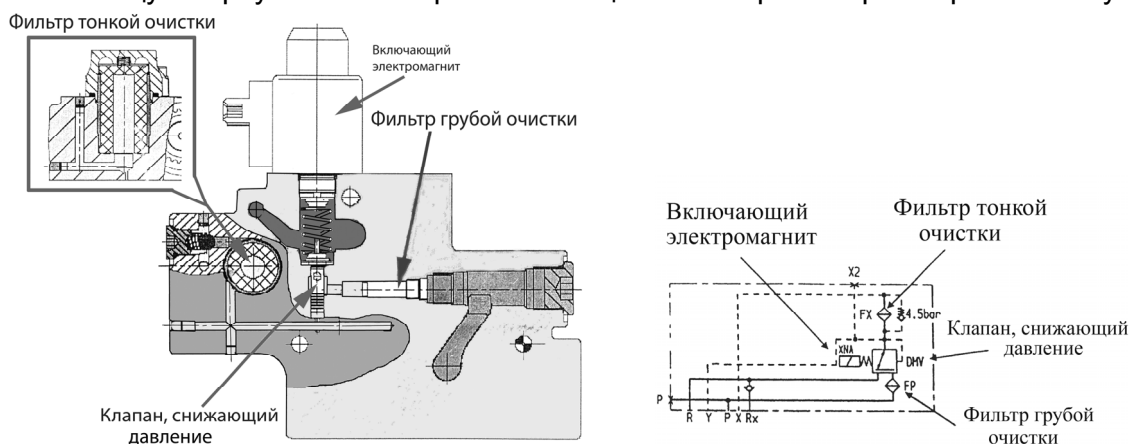 Фильтр тонкой очистки
Включающий
электромагнит
Фильтр грубой очистки
Клапан, снижающий
давление
Включающий
электромагнит
Фильтр тонкой
очистки
X2
FX
4.5bar
Клапан, снижающий
давление
XNA
DMV
FP
P
R Y P X Rx
Фильтр грубой
очистки